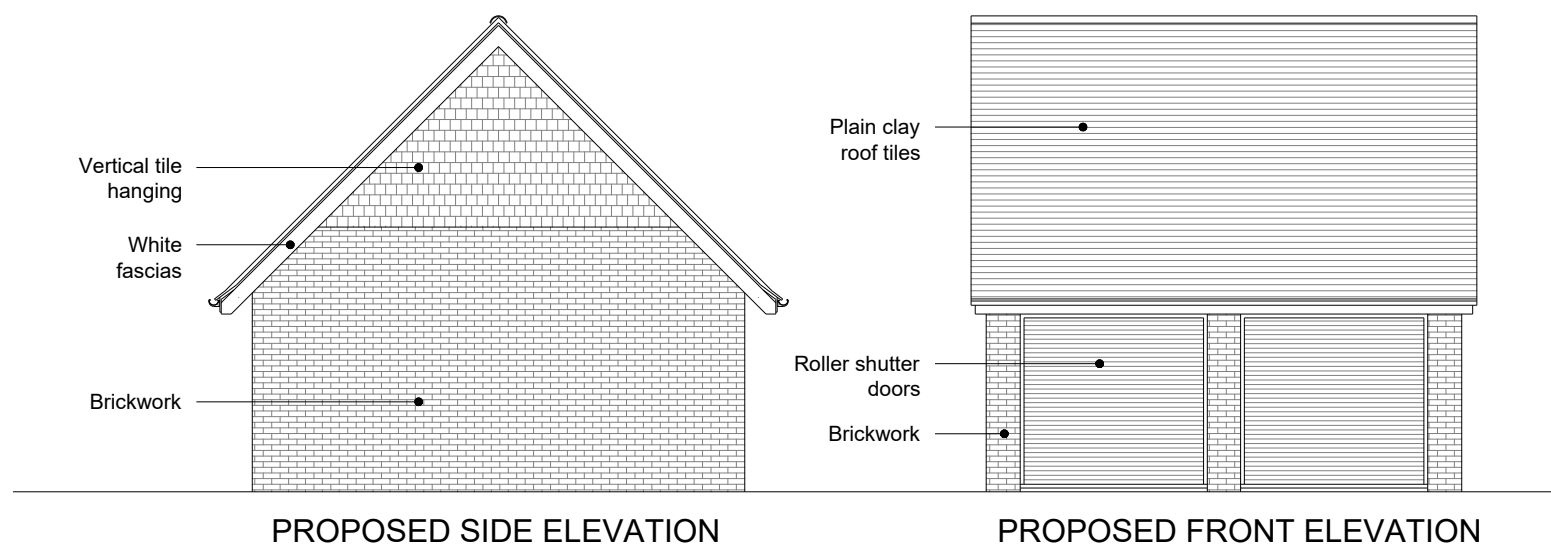 Vertical tile
hanging
White
fascias
Brickwork
PROPOSED SIDE ELEVATION
Plain clay
roof tiles
Roller shutter
doors
Brickwork
PROPOSED FRONT ELEVATION